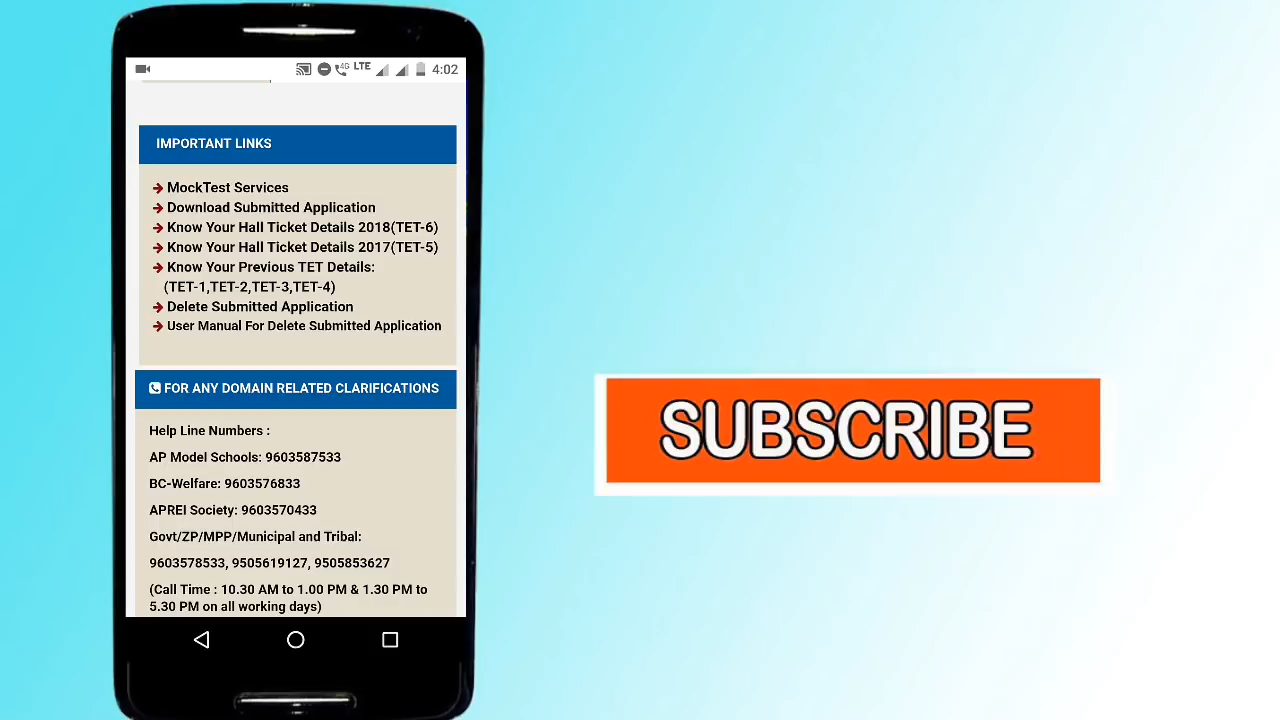 4G LTE 4:02
IMPORTANT LINKS
MockTest Services
Download Submitted Application
Know Your Hall Ticket Details 2018(TET-6)
Know Your Hall Ticket Details 2017(TET-5)
Know Your Previous TET Details:
(TET-1,TET-2,TET-3,TET-4)
Delete Submitted Application
User Manual For Delete Submitted Application
FOR ANY DOMAIN RELATED CLARIFICATIONS
Help Line Numbers :
AP Model Schools: 9603587533
BC-Welfare: 9603576833
APREI Society: 9603570433
Govt/ZP/MPP/Municipal and Tribal:
9603578533, 9505619127, 9505853627
(Call Time : 10.30 AM to 1.00 PM & 1.30 PM to
5.30 PM on all working days)
SUBSCRIBE